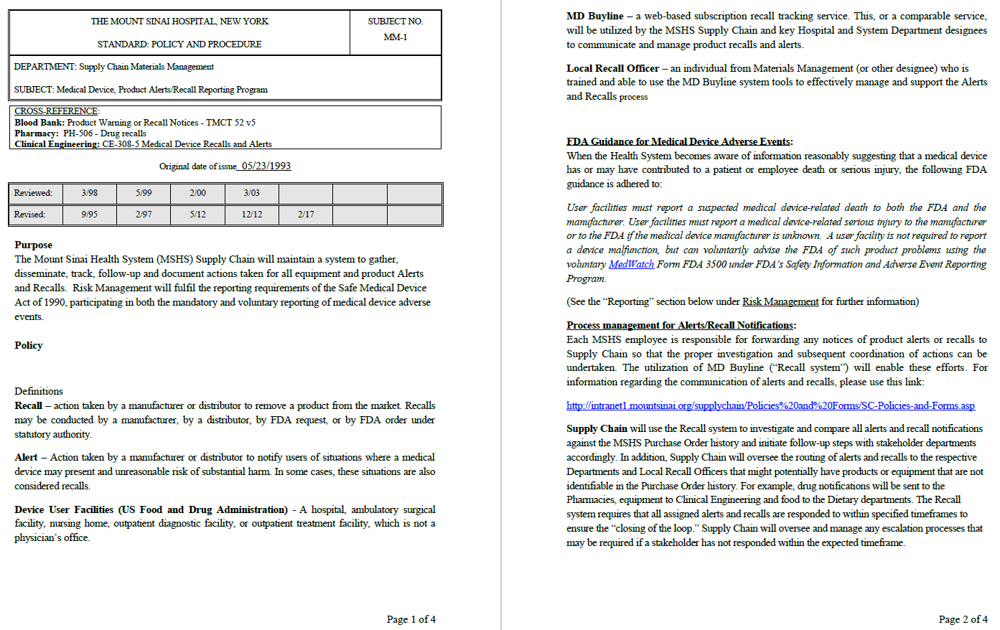 THE MOUNT SINAI HOSPITAL, NEW YORK
STANDARD: POLICY AND PROCEDURE
SUBJECT NO.
MM-1
DEPARTMENT: Supply Chain Materials Management
SUBJECT: Medical Device, Product Alerts/Recall Reporting Program
CROSS-REFERENCE:
Blood Bank: Product Warning or Recall Notices - TMCT 52 v5
Pharmacy: PH-506 - Drug recalls
Clinical Engineering: CE-308-5 Medical Device Recalls and Alerts
Original date of issue 05/23/1993
Reviewed: 3/98 5/99 2/00 3/03
Revised: 9/95 2/97 5/12 12/12 2/17
Purpose
The Mount Sinai Health System (MSHS) Supply Chain will maintain a system to gather,
disseminate, track, follow-up and document actions taken for all equipment and product Alerts
and Recalls. Risk Management will fulfil the reporting requirements of the Safe Medical Device
Act of 1990, participating in both the mandatory and voluntary reporting of medical device adverse
events.
Policy
Definitions
Recall – action taken by a manufacturer or distributor to remove a product from the market. Recalls
may be conducted by a manufacturer, by a distributor, by FDA request, or by FDA order under
statutory authority.
Alert – Action taken by a manufacturer or distributor to notify users of situations where a medical
device may present and unreasonable risk of substantial harm. In some cases, these situations are also
considered recalls.
Device User Facilities (US Food and Drug Administration) - A hospital, ambulatory surgical
facility, nursing home, outpatient diagnostic facility, or outpatient treatment facility, which is not a
physician's office.
Page 1 of 4
MD Buyline – a web-based subscription recall tracking service. This, or a comparable service,
will be utilized by the MSHS Supply Chain and key Hospital and System Department designees
to communicate and manage product recalls and alerts.
Local Recall Officer – an individual from Materials Management (or other designee) who is
trained and able to use the MD Buyline system tools to effectively manage and support the Alerts
and Recalls process
FDA Guidance for Medical Device Adverse Events:
When the Health System becomes aware of information reasonably suggesting that a medical device
has or may have contributed to a patient or employee death or serious injury, the following FDA
guidance is adhered to:
User facilities must report a suspected medical device-related death to both the FDA and the
manufacturer. User facilities must report a medical device-related serious injury to the manufacturer
or to the FDA if the medical device manufacturer is unknown. A user facility is not required to report
a device malfunction, but can voluntarily advise the FDA of such product problems using the
voluntary MedWatch Form FDA 3500 under FDA's Safety Information and Adverse Event Reporting
Program.
(See the “Reporting” section below under Risk Management for further information)
Process management for Alerts/Recall Notifications:
Each MSHS employee is responsible for forwarding any notices of product alerts or recalls to
Supply Chain so that the proper investigation and subsequent coordination of actions can be
undertaken. The utilization of MD Buyline (“Recall system”) will enable these efforts. For
information regarding the communication of alerts and recalls, please use this link:
http://intranet1.mountsinai.org/supplychain/Policies%20and%20Forms/SC-Policies-and-Forms.asp
Supply Chain will use the Recall system to investigate and compare all alerts and recall notifications
against the MSHS Purchase Order history and initiate follow-up steps with stakeholder departments
accordingly. In addition, Supply Chain will oversee the routing of alerts and recalls to the respective
Departments and Local Recall Officers that might potentially have products or equipment that are not
identifiable in the Purchase Order history. For example, drug notifications will be sent to the
Pharmacies, equipment to Clinical Engineering and food to the Dietary departments. The Recall
system requires that all assigned alerts and recalls are responded to within specified timeframes to
ensure the “closing of the loop.” Supply Chain will oversee and manage any escalation processes that
may be required if a stakeholder has not responded within the expected timeframe.
Page 2 of 4